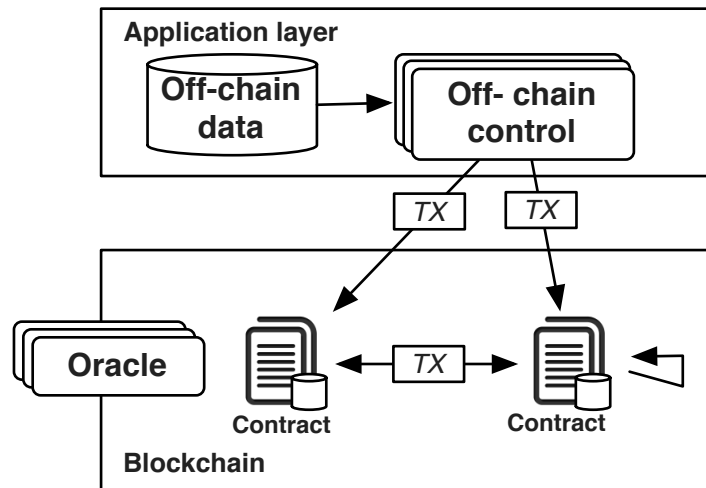 Application layer
Off-chain
data
Off- chain
control
TX
TX
Oracle
TX
Contract
Contract
Blockchain